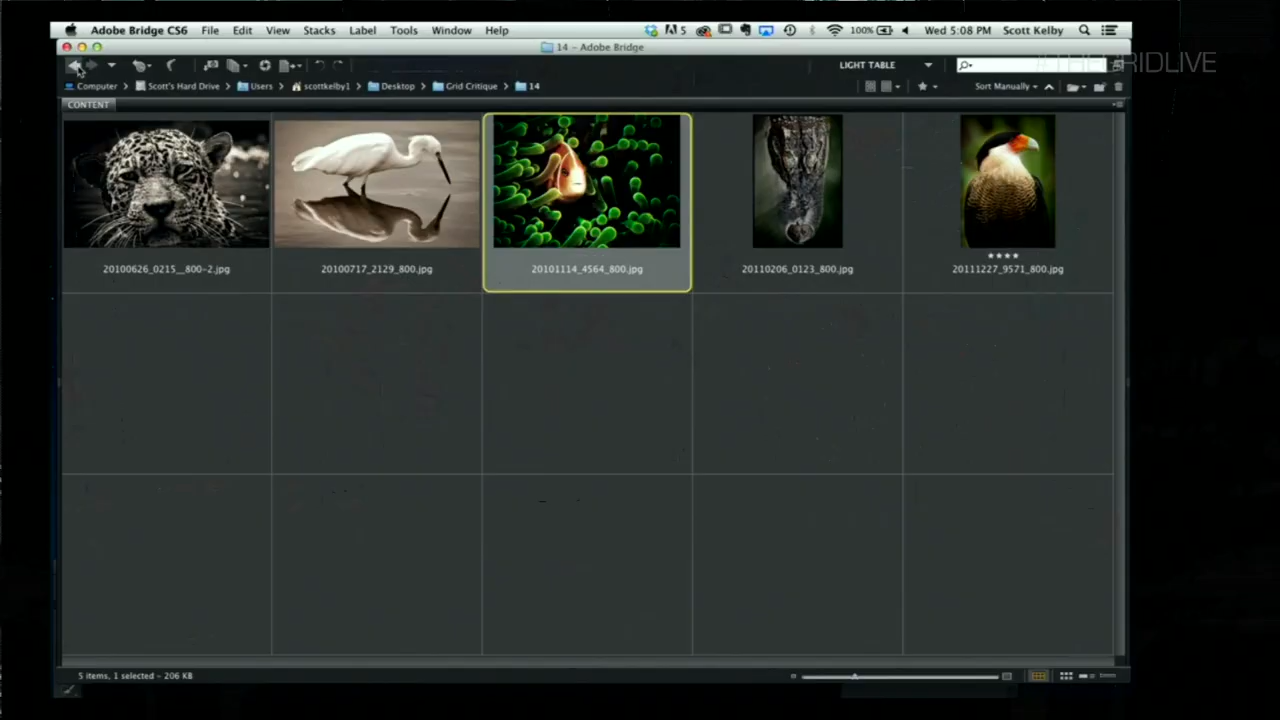 Adobe Bridge CS6 File Edit View Stacks Label Tools Window Help 5 100% Wed 5:08 PM Scott Kelby
14 – Adobe Bridge
LIGHT TABLE
#THEGRIDLIVE
Computer Scott's Hard Drive Users scottkelby1 Desktop Grid Critique 14 Sort Manually
CONTENT
20100626_0215__800-2.jpg 20100717_2129_800.jpg 20101114_4564_800.jpg 20110206_0123_800.jpg 20111227_9571_800.jpg
5 items, 1 selected - 206 KB